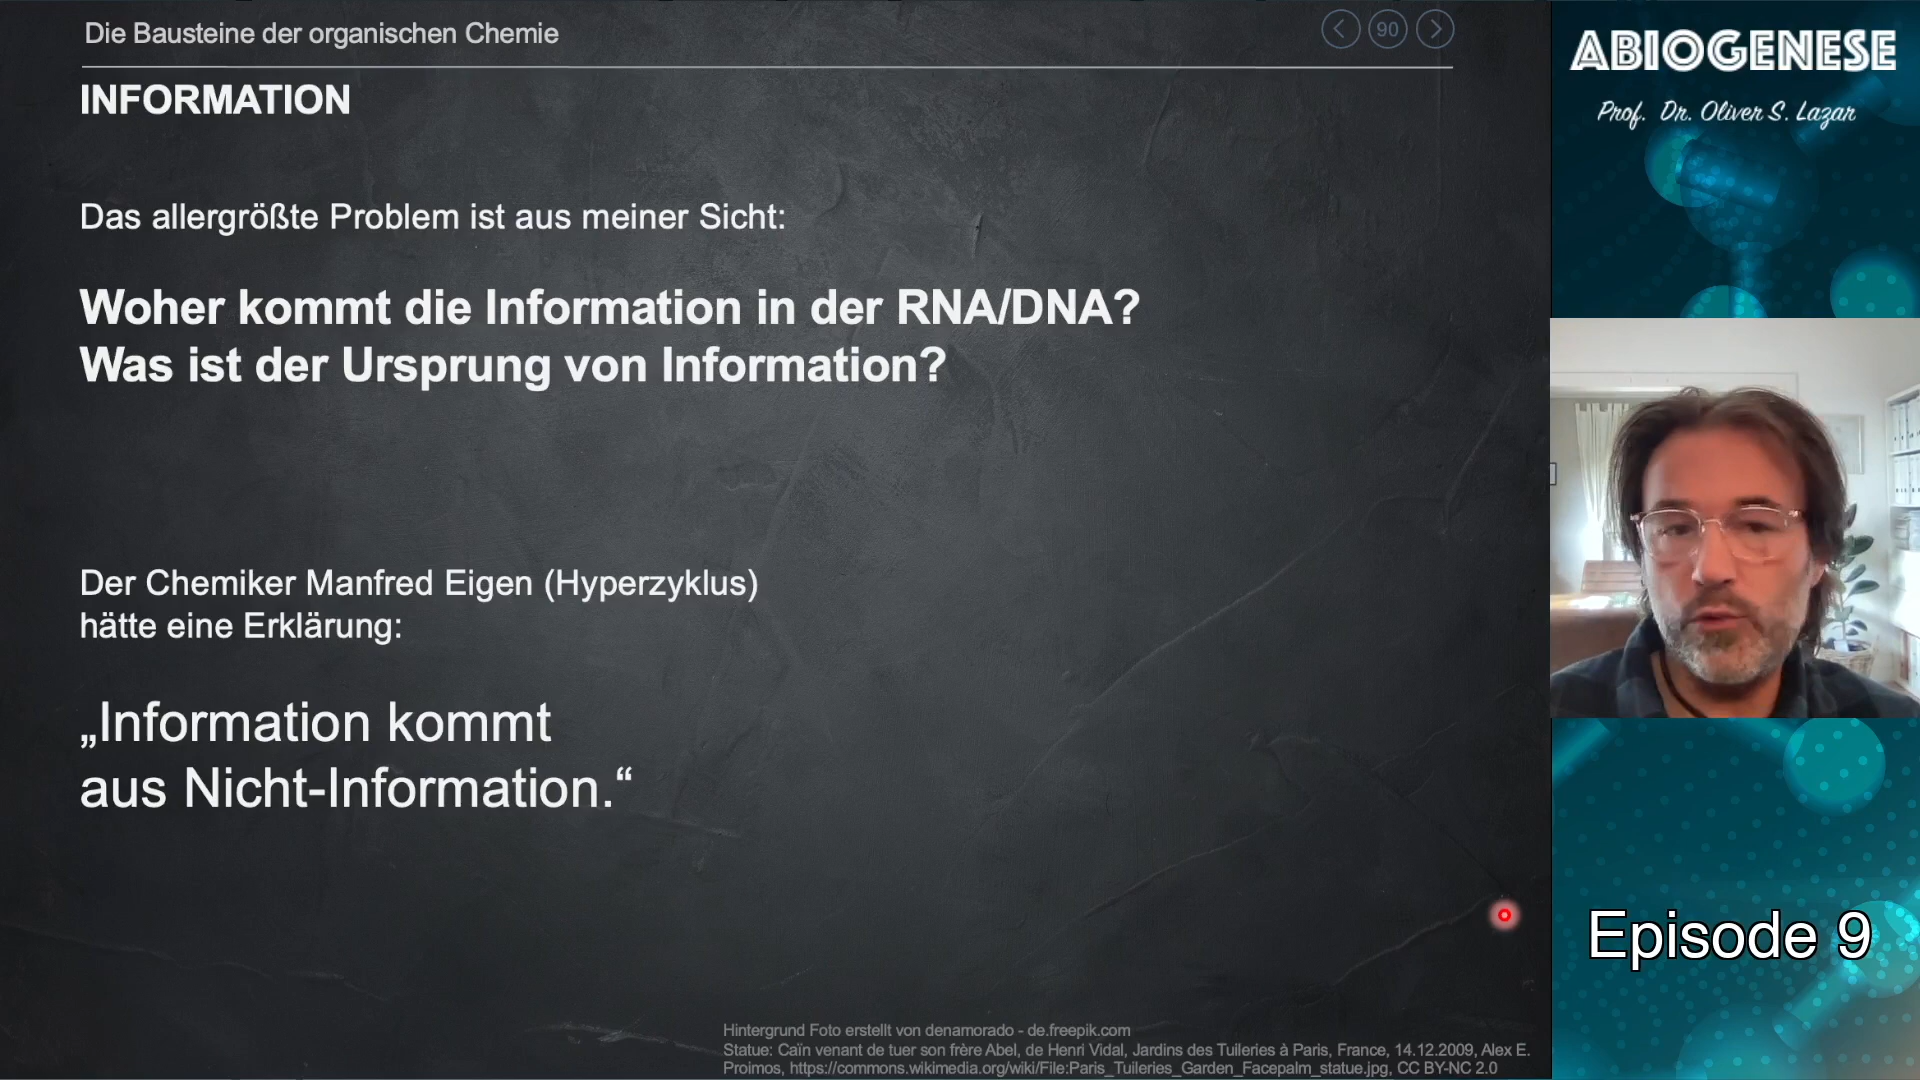 Die Bausteine der organischen Chemie
90
INFORMATION
Das allergrößte Problem ist aus meiner Sicht:
Woher kommt die Information in der RNA/DNA?
Was ist der Ursprung von Information?
Der Chemiker Manfred Eigen (Hyperzyklus)
hätte eine Erklärung:
„Information kommt
aus Nicht-Information.“
Hintergrund Foto erstellt von denamorado - de.freepik.com
Statue: Caïn venant de tuer son frère Abel, de Henri Vidal, Jardins des Tuileries à Paris, France, 14.12.2009, Alex E.
Proimos, https://commons.wikimedia.org/wiki/File:Paris_Tuileries_Garden_Facepalm_statue.jpg, CC BY-NC 2.0
ABIOGENESE
Prof. Dr. Oliver S. Lazar
Episode 9